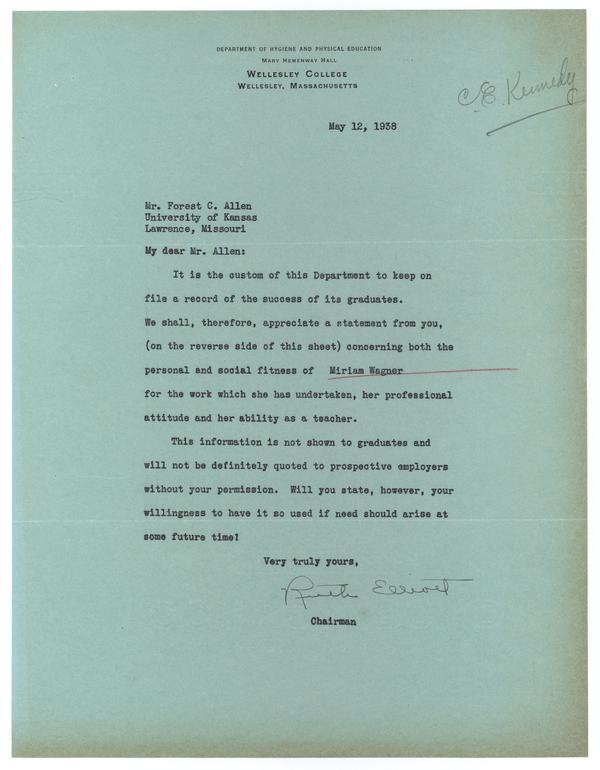 DEPARTMENT OF HYGIENE AND PHYSICAL EDUCATION
MARY HEMENWAY HALL
WELLESLEY COLLEGE
WELLESLEY, MASSACHUSETTS
C.E. Kennedy
May 12, 1938
Mr. Forest C. Allen
University of Kansas
Lawrence, Missouri
My dear Mr. Allen:
It is the custom of this Department to keep on
file a record of the success of its graduates.
We shall, therefore, appreciate a statement from you,
(on the reverse side of this sheet) concerning both the
personal and social fitness of Miriam Wagner
for the work which she has undertaken, her professional
attitude and her ability as a teacher.
This information is not shown to graduates and
will not be definitely quoted to prospective employers
without your permission. Will you state, however, your
willingness to have it so used if need should arise at
some future time!
Very truly yours,
Ruth Elliott
Chairman